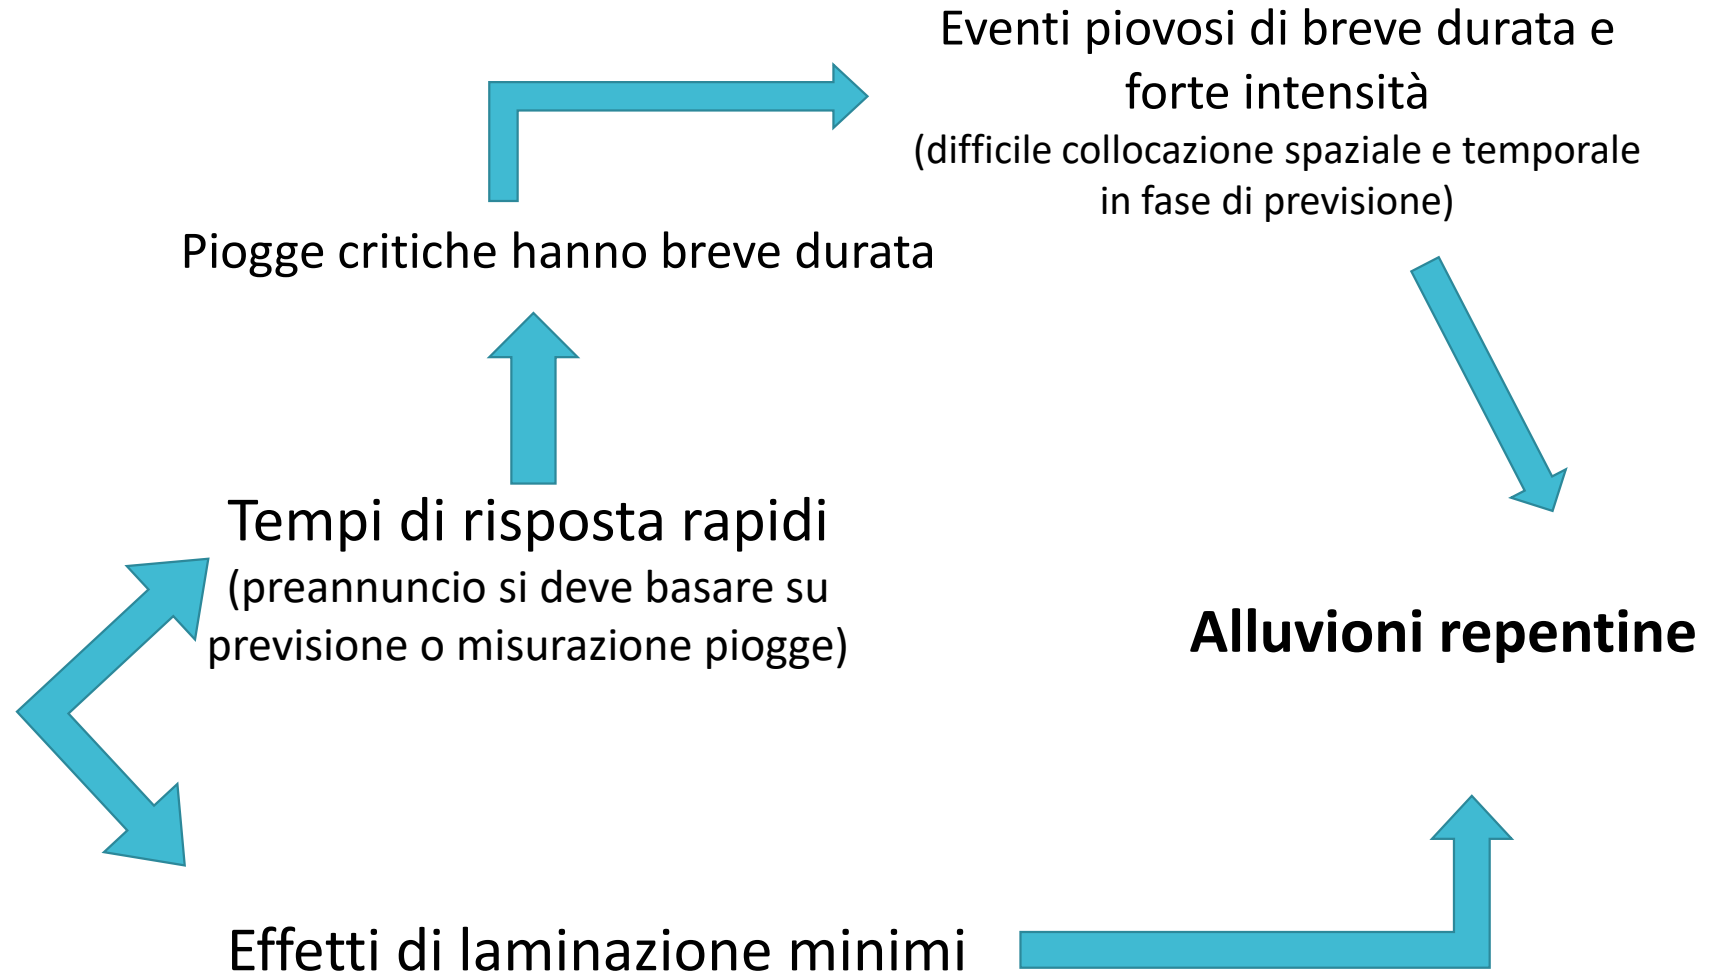 Eventi piovosi di breve durata e
forte intensità
(difficile collocazione spaziale e temporale
in fase di previsione)
Piogge critiche hanno breve durata
Tempi di risposta rapidi
(preannuncio si deve basare su
previsione o misurazione piogge)
Alluvioni repentine
Effetti di laminazione minimi